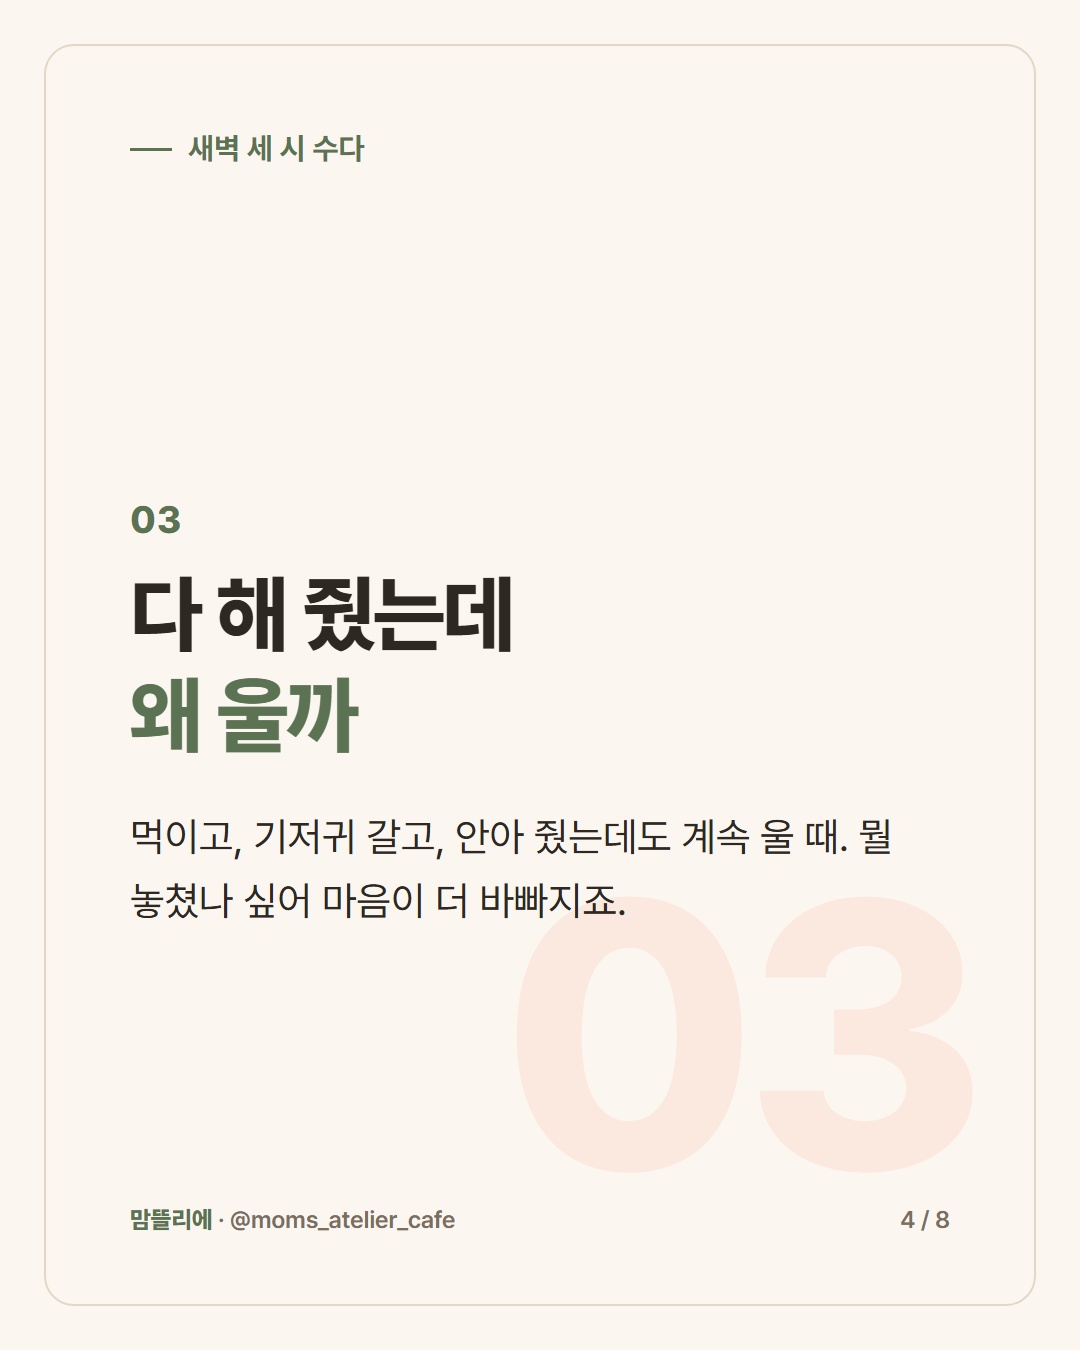 새벽 세 시 수다
03
다 해 줬는데
왜 울까
먹이고, 기저귀 갈고, 안아 줬는데도 계속 울 때. 뭘
놓쳤나 싶어 마음이 더 바빠지죠.
03
맘뜰리에 · @moms_atelier_cafe
4 / 8